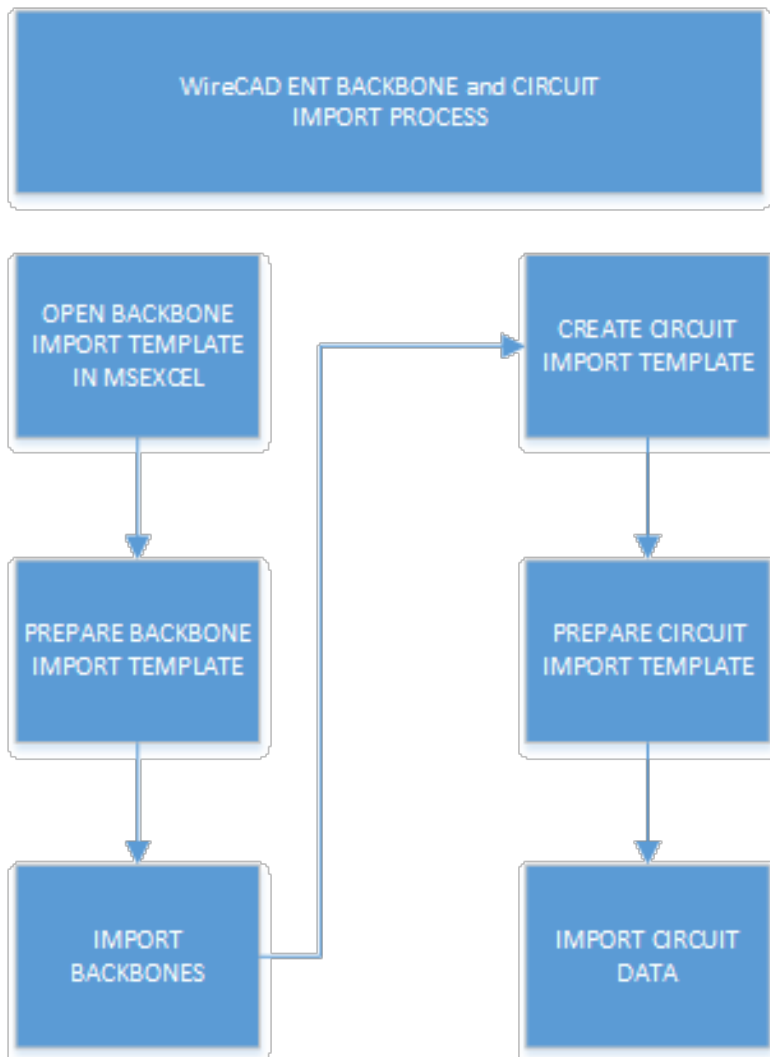 WireCAD ENT BACKBONE and CIRCUIT
IMPORT PROCESS
OPEN BACKBONE
IMPORT TEMPLATE
IN MSEXCEL
PREPARE BACKBONE
IMPORT TEMPLATE
IMPORT
BACKBONES
CREATE CIRCUIT
IMPORT TEMPLATE
PREPARE CIRCUIT
IMPORT TEMPLATE
IMPORT CIRCUIT
DATA